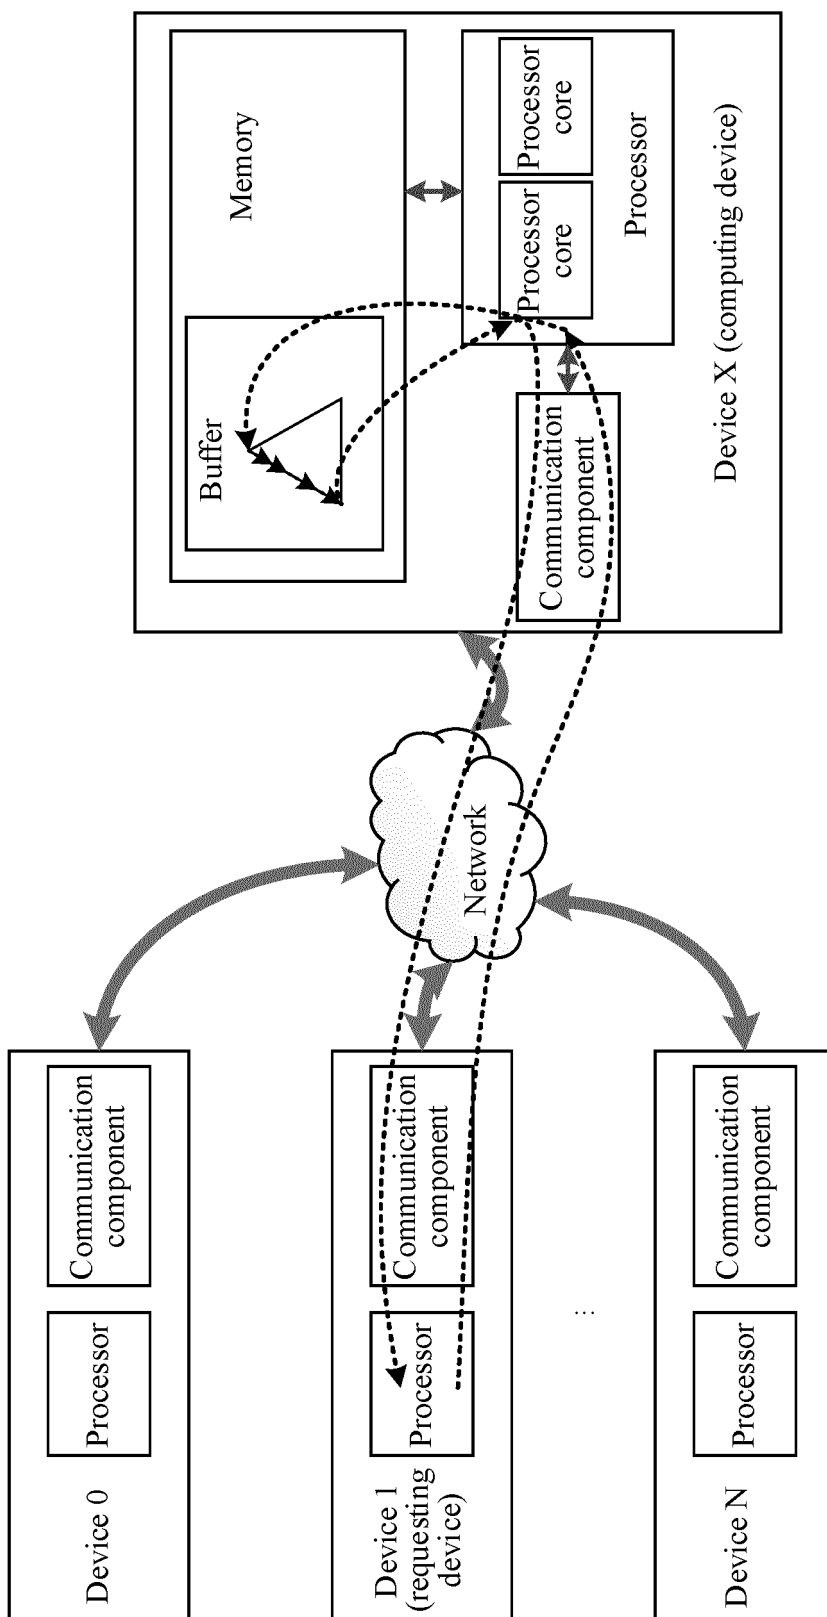 Device 0
Processor
Communication
component
Device 1
(requesting
device)
Processor
Communication
component
...
Device N
Processor
Communication
component
Network
Buffer
Memory
Communication
component
Processor
core
Processor
core
Processor
Device X (computing device)